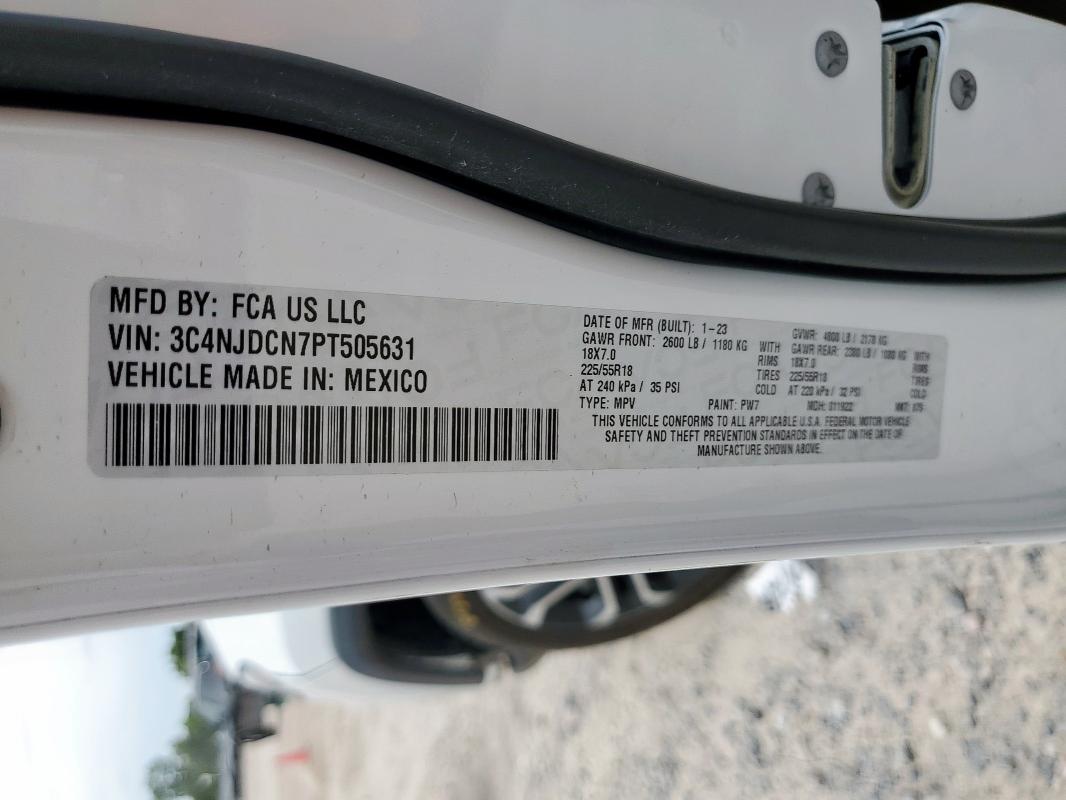 MFD BY: FCA US LLC
VIN: 3C4NJDCN7PT505631
VEHICLE MADE IN: MEXICO
DATE OF MFR (BUILT): 1-23 GVWR: 4800 LB / 2178 KG
GAWR FRONT: 2600 LB / 1180 KG WITH GAWR REAR: 2380 LB / 1080 KG WITH
18X7.0 RIMS 18X7.0 RIMS
225/55R18 TIRES 225/55R18 TIRES
AT 240 kPa / 35 PSI COLD AT 220 kPa / 32 PSI COLD
TYPE: MPV PAINT: PW7 MDH: 011922 MKT:
THIS VEHICLE CONFORMS TO ALL APPLICABLE U.S.A. FEDERAL MOTOR VEHICLE
SAFETY AND THEFT PREVENTION STANDARDS IN EFFECT ON THE DATE OF
MANUFACTURE SHOWN ABOVE.